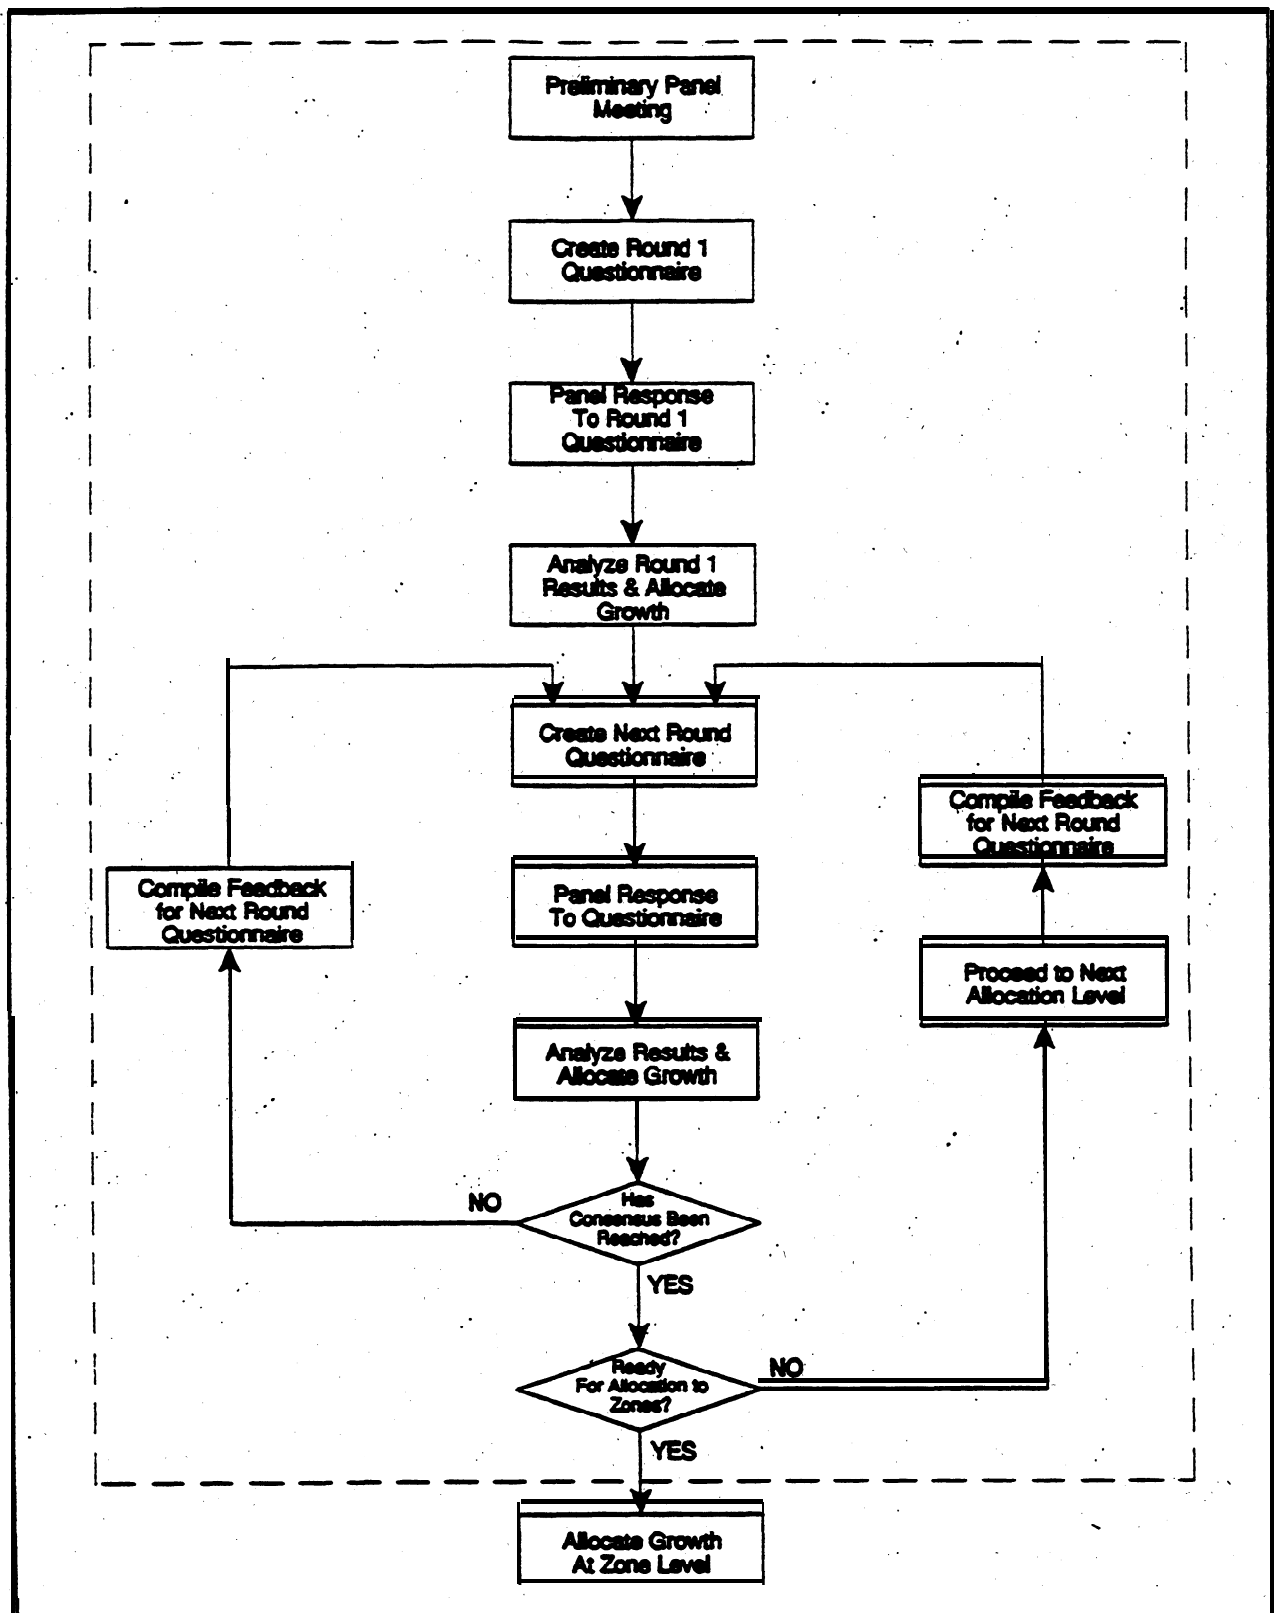 Preliminary Panel
Meeting
Create Round 1
Questionnaire
Panel Response
To Round 1
Questionnaire
Analyze Round 1
Results & Allocate
Growth
Create Next Round
Questionnaire
Compile Feedback
for Next Round
Questionnaire
Compile Feedback
for Next Round
Questionnaire
Panel Response
To Questionnaire
Proceed to Next
Allocation Level
Analyze Results &
Allocate Growth
NO
Has
Consensus Been
Reached?
YES
Ready
For Allocation to
Zones?
NO
YES
Allocate Growth
At Zone Level